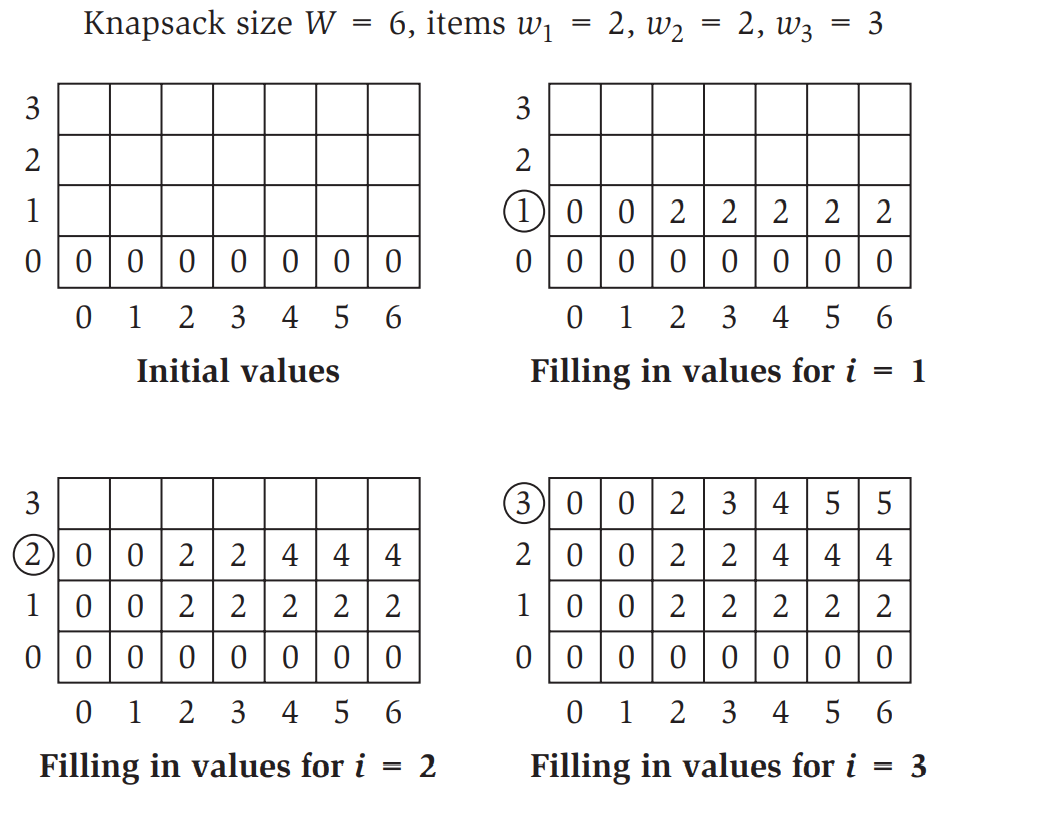 Knapsack size W = 6, items w1 = 2, w2 = 2, w3 = 3
3
2
1
0 0 0 0 0 0 0 0
0 1 2 3 4 5 6
Initial values
3
2
1 0 0 2 2 2 2 2
0 0 0 0 0 0 0 0
0 1 2 3 4 5 6
Filling in values for i = 1
3
2 0 0 2 2 4 4 4
1 0 0 2 2 2 2 2
0 0 0 0 0 0 0 0
0 1 2 3 4 5 6
Filling in values for i = 2
3 0 0 2 3 4 5 5
2 0 0 2 2 4 4 4
1 0 0 2 2 2 2 2
0 0 0 0 0 0 0 0
0 1 2 3 4 5 6
Filling in values for i = 3